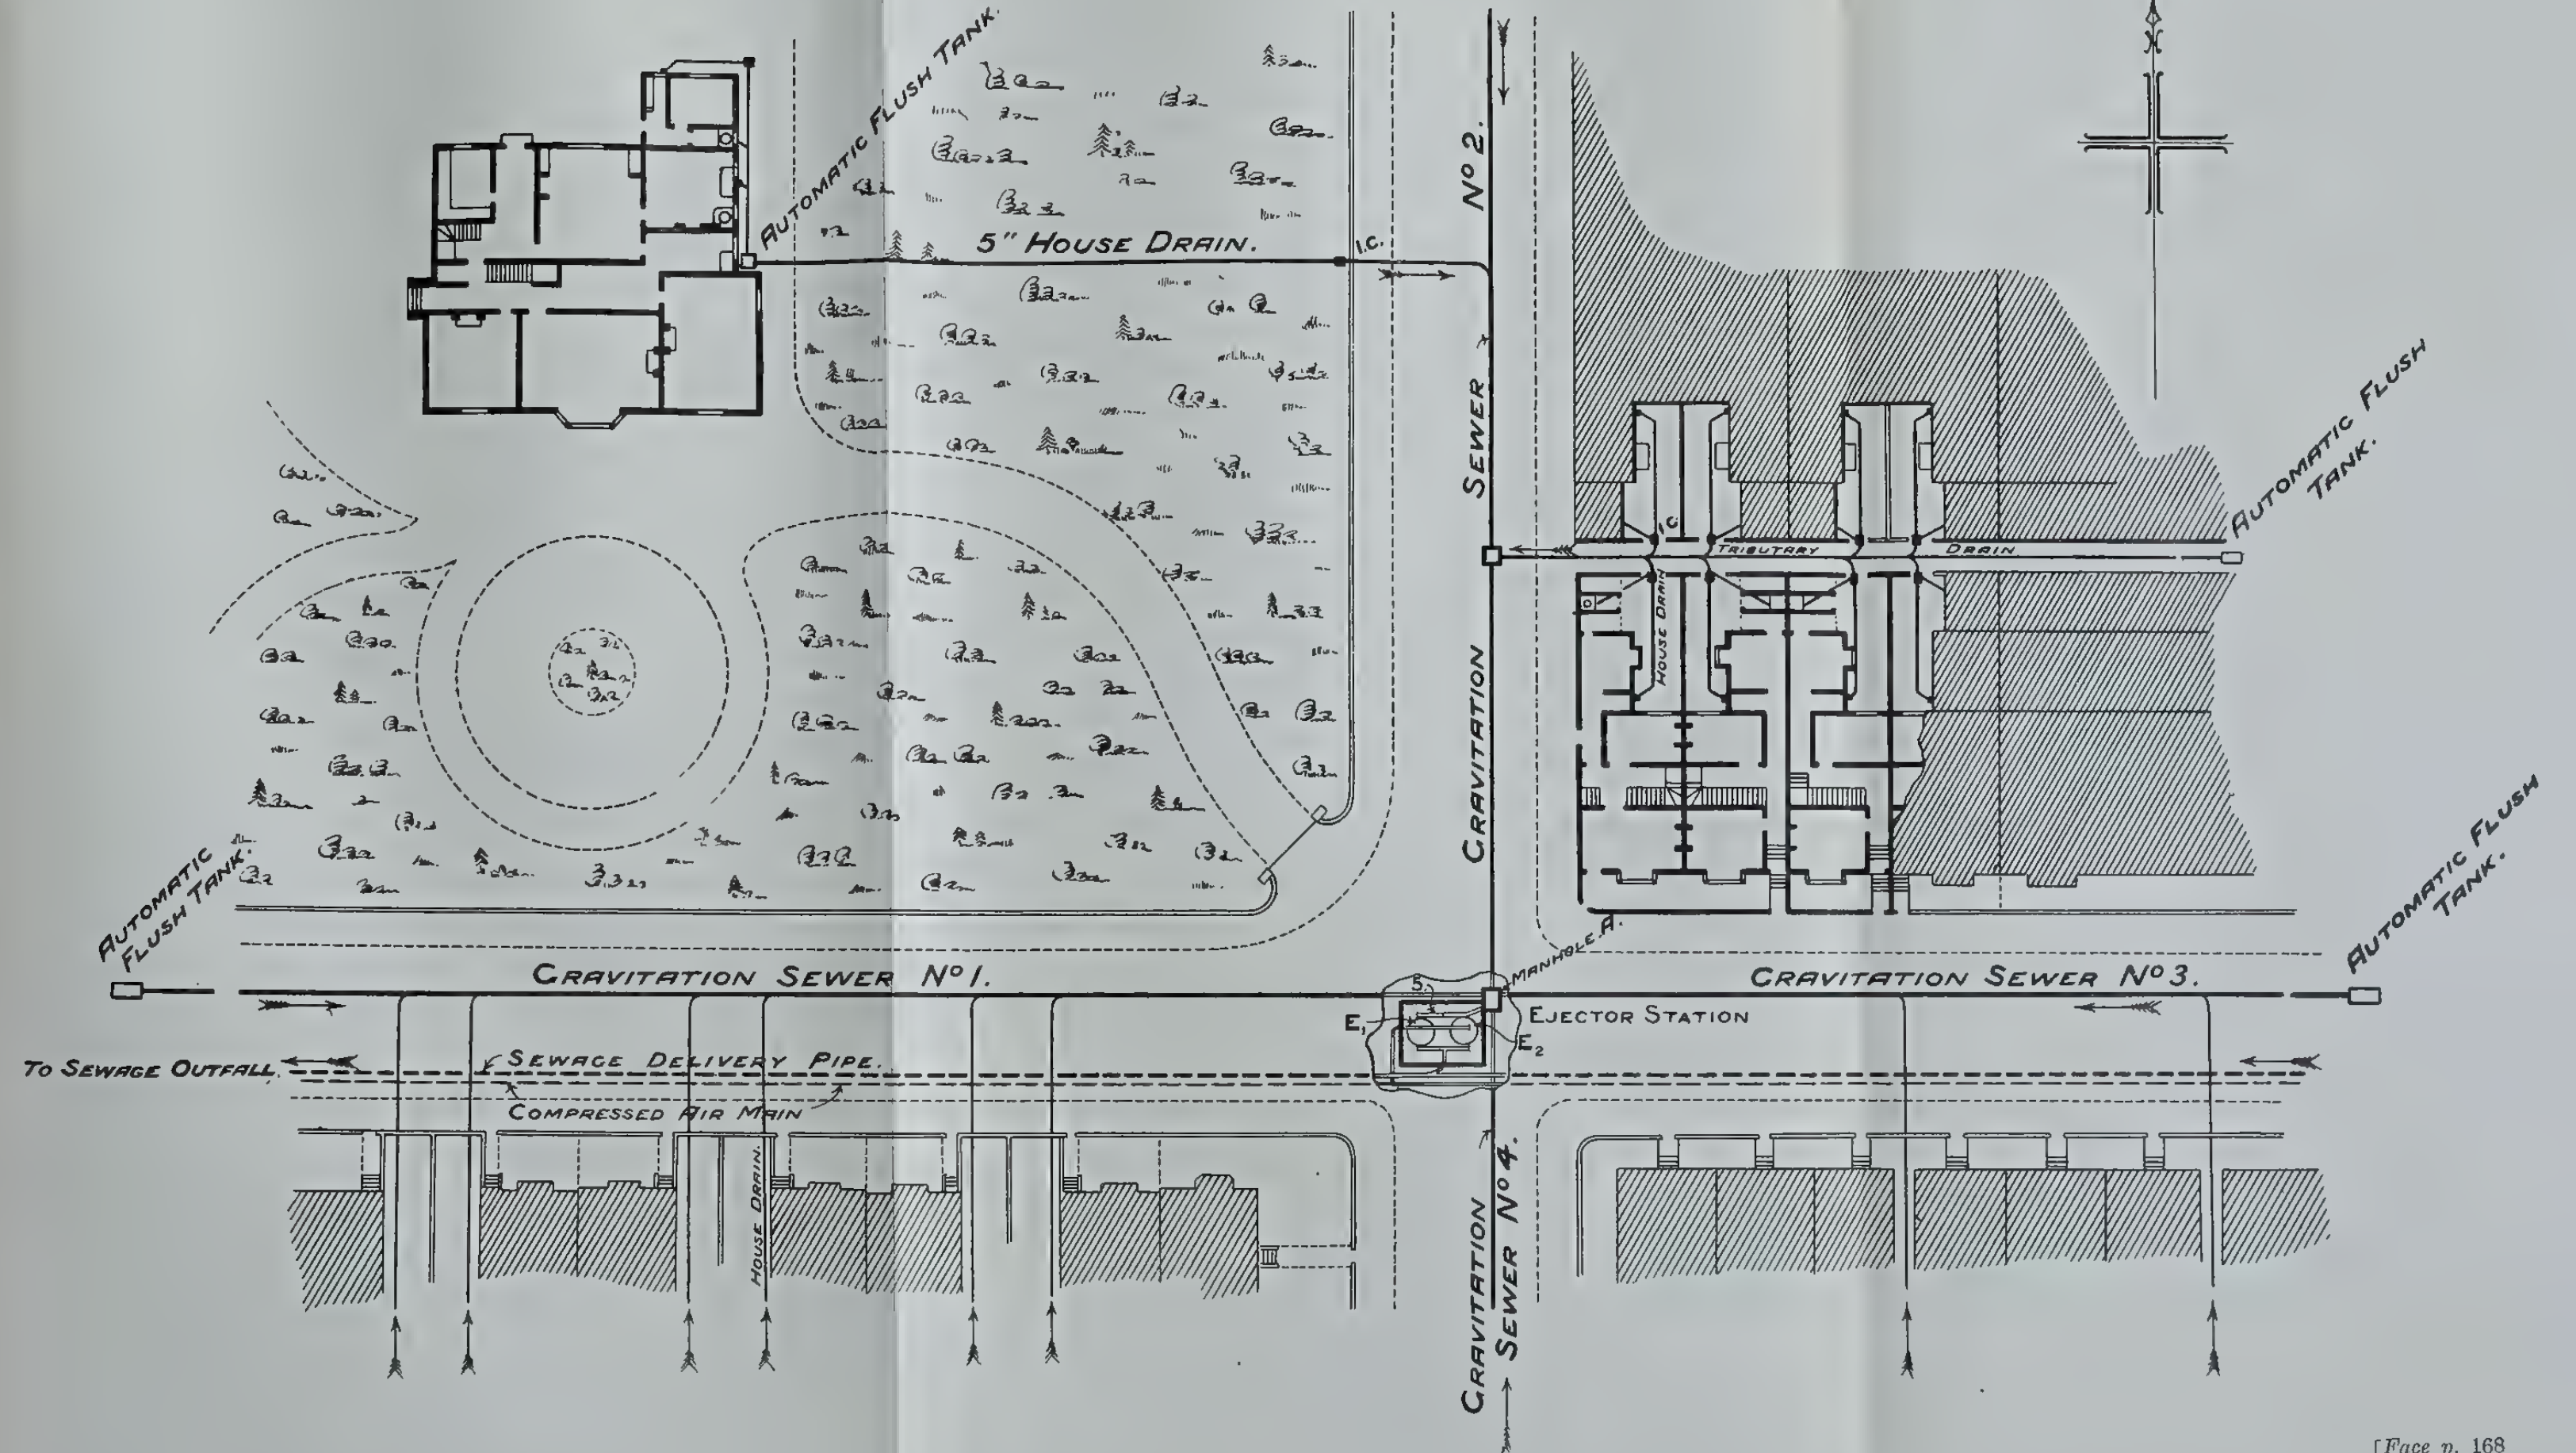 AUTOMATIC FLUSH TANK.
N
5" HOUSE DRAIN.
I.C.
GRAVITATION SEWER Nº 2.
AUTOMATIC FLUSH
TANK.
I.C.
TRIBUTARY DRAIN
HOUSE DRAIN
AUTOMATIC
FLUSH TANK.
AUTOMATIC FLUSH
TANK.
MANHOLE. A.
GRAVITATION SEWER Nº 1.
GRAVITATION SEWER Nº 3.
S.
E₁
E₂
EJECTOR STATION
TO SEWAGE OUTFALL.
SEWAGE DELIVERY PIPE.
COMPRESSED AIR MAIN
HOUSE DRAIN.
GRAVITATION
SEWER Nº 4.
[Face p. 168